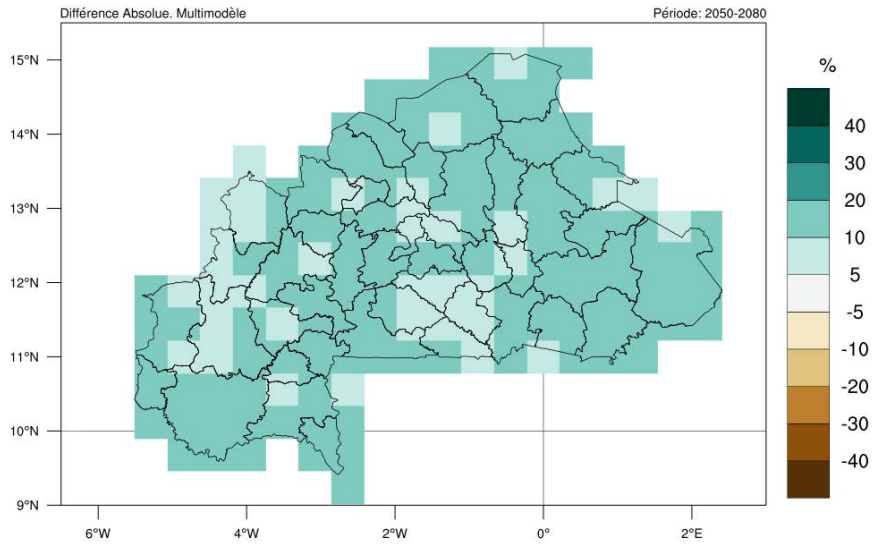 Différence Absolue. Multimodèle
Période: 2050-2080
%
15°N
14°N
13°N
12°N
11°N
10°N
9°N
6°W
4°W
2°W
0°
2°E
40
30
20
10
5
-5
-10
-20
-30
-40